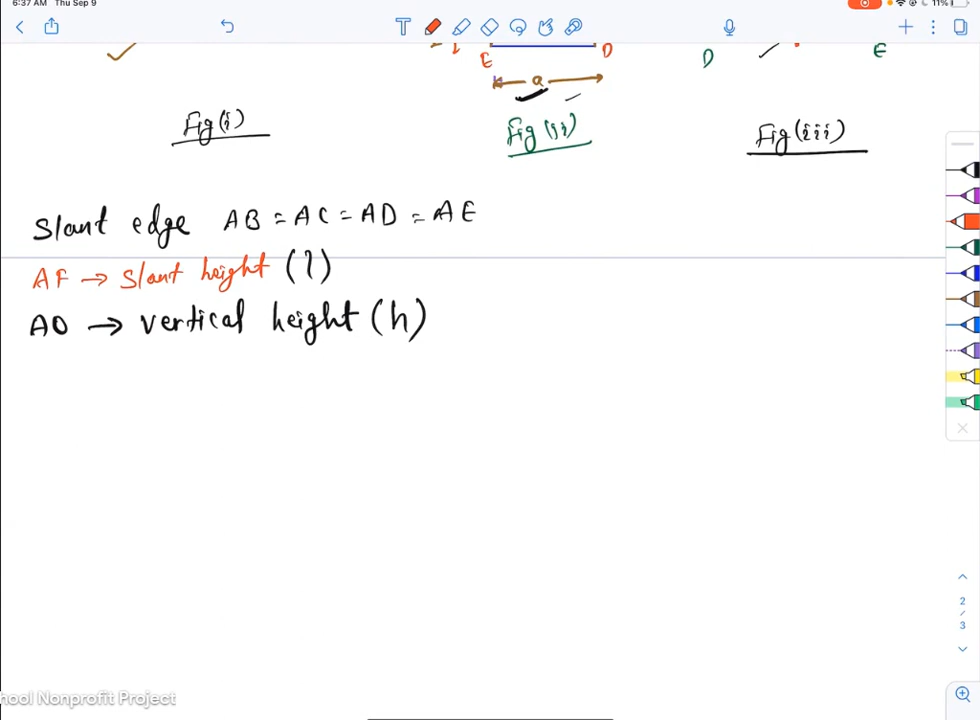 6:37 AM Thu Sep 9
11%
E
D
D
E
a
Fig(i)
Fig(ii)
Fig(iii)
Slant edge AB = AC = AD = AE
AF → Slant height (l)
AO → vertical height (h)
2
/
3
hool Nonprofit Project